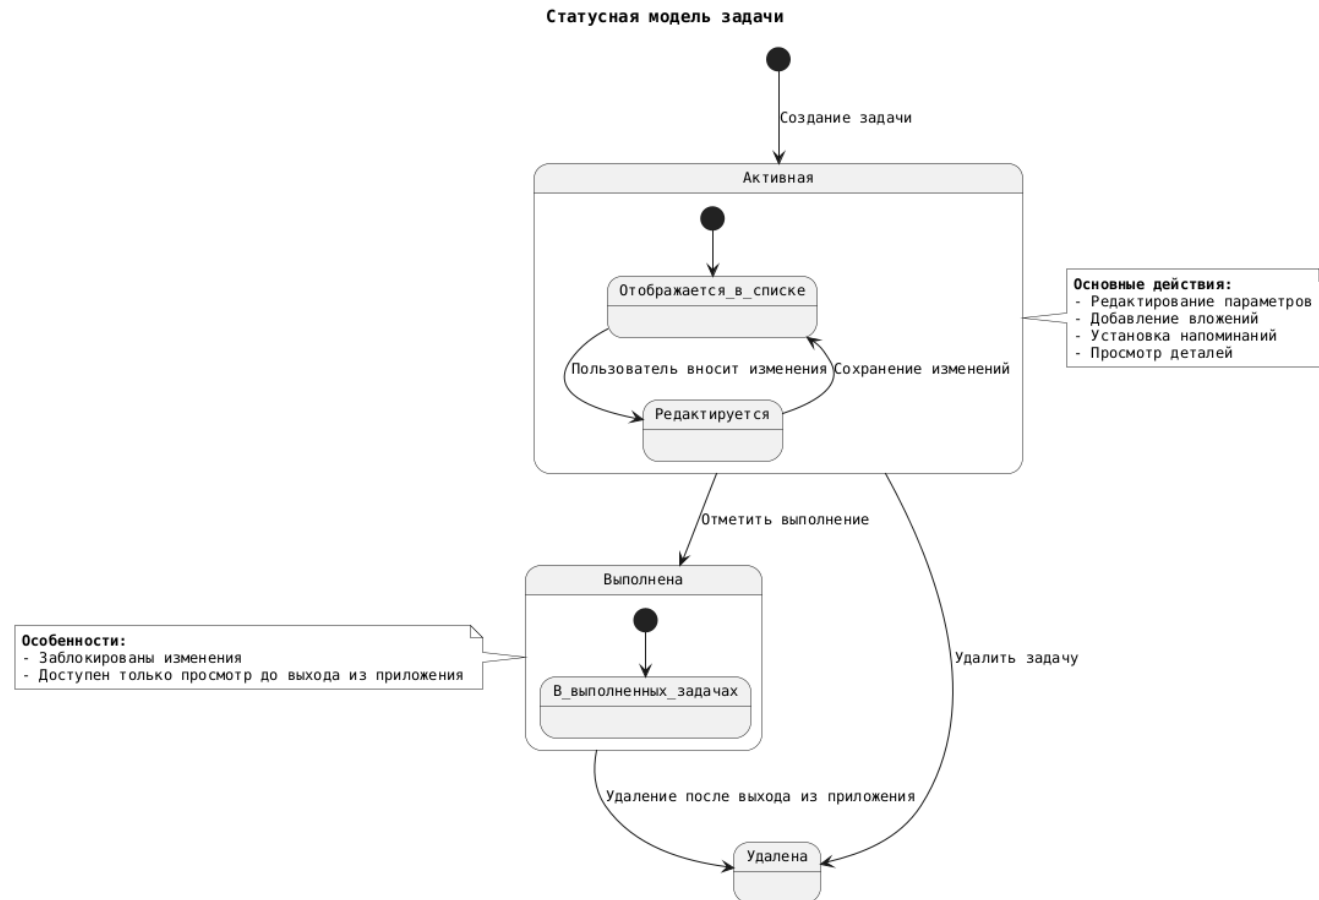 Статусная модель задачи
Создание задачи
Активная
Отображается_в_списке
Основные действия:
- Редактирование параметров
- Добавление вложений
- Установка напоминаний
- Просмотр деталей
Пользователь вносит изменения
Сохранение изменений
Редактируется
Отметить выполнение
Выполнена
Особенности:
- Заблокированы изменения
- Доступен только просмотр до выхода из приложения
В_выполненных_задачах
Удалить задачу
Удаление после выхода из приложения
Удалена